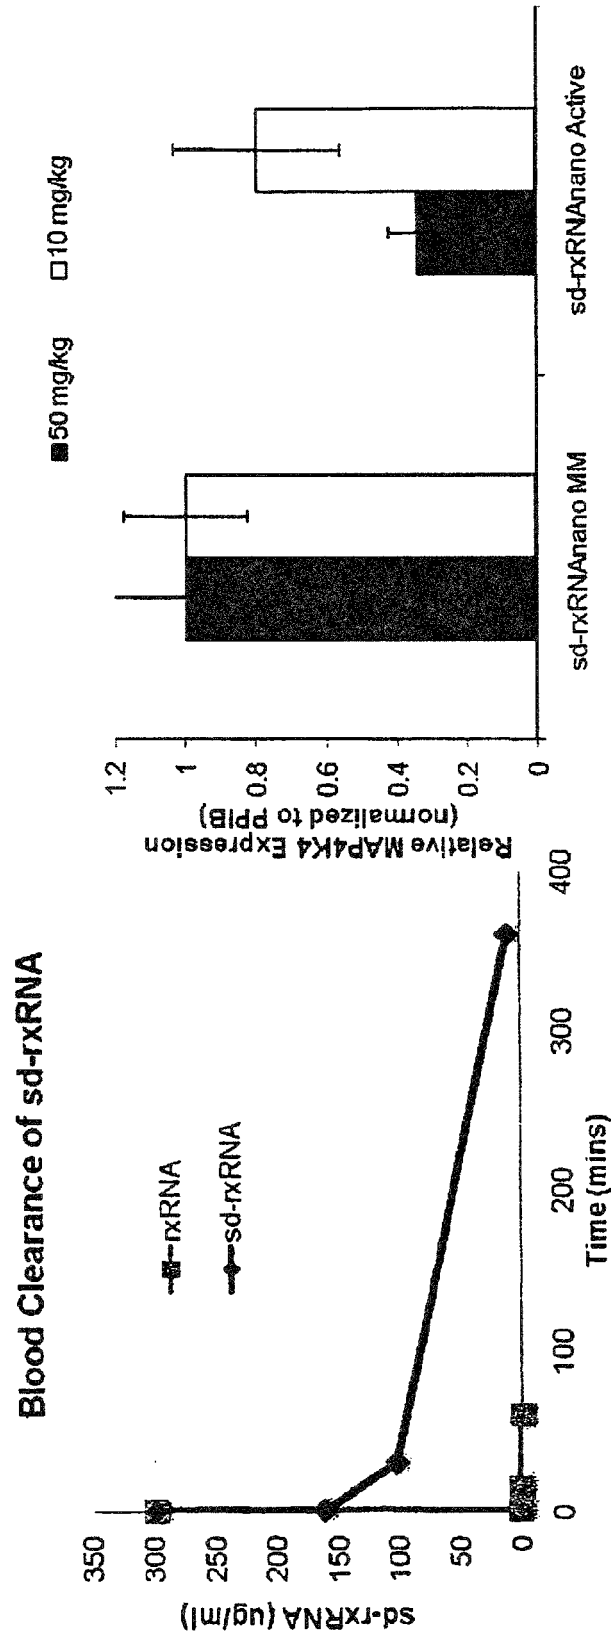 Blood Clearance of sd-rxRNA
rxRNA
sd-rxRNA
sd-rxRNA (ug/ml)
350
300
250
200
150
100
50
0
0
100
200
300
400
Time (mins)
50 mg/kg
10 mg/kg
Relative MAP4K4 Expression
(normalized to PPIB)
1.2
1
0.8
0.6
0.4
0.2
0
sd-rxRNAnano MM
sd-rxRNAnano Active